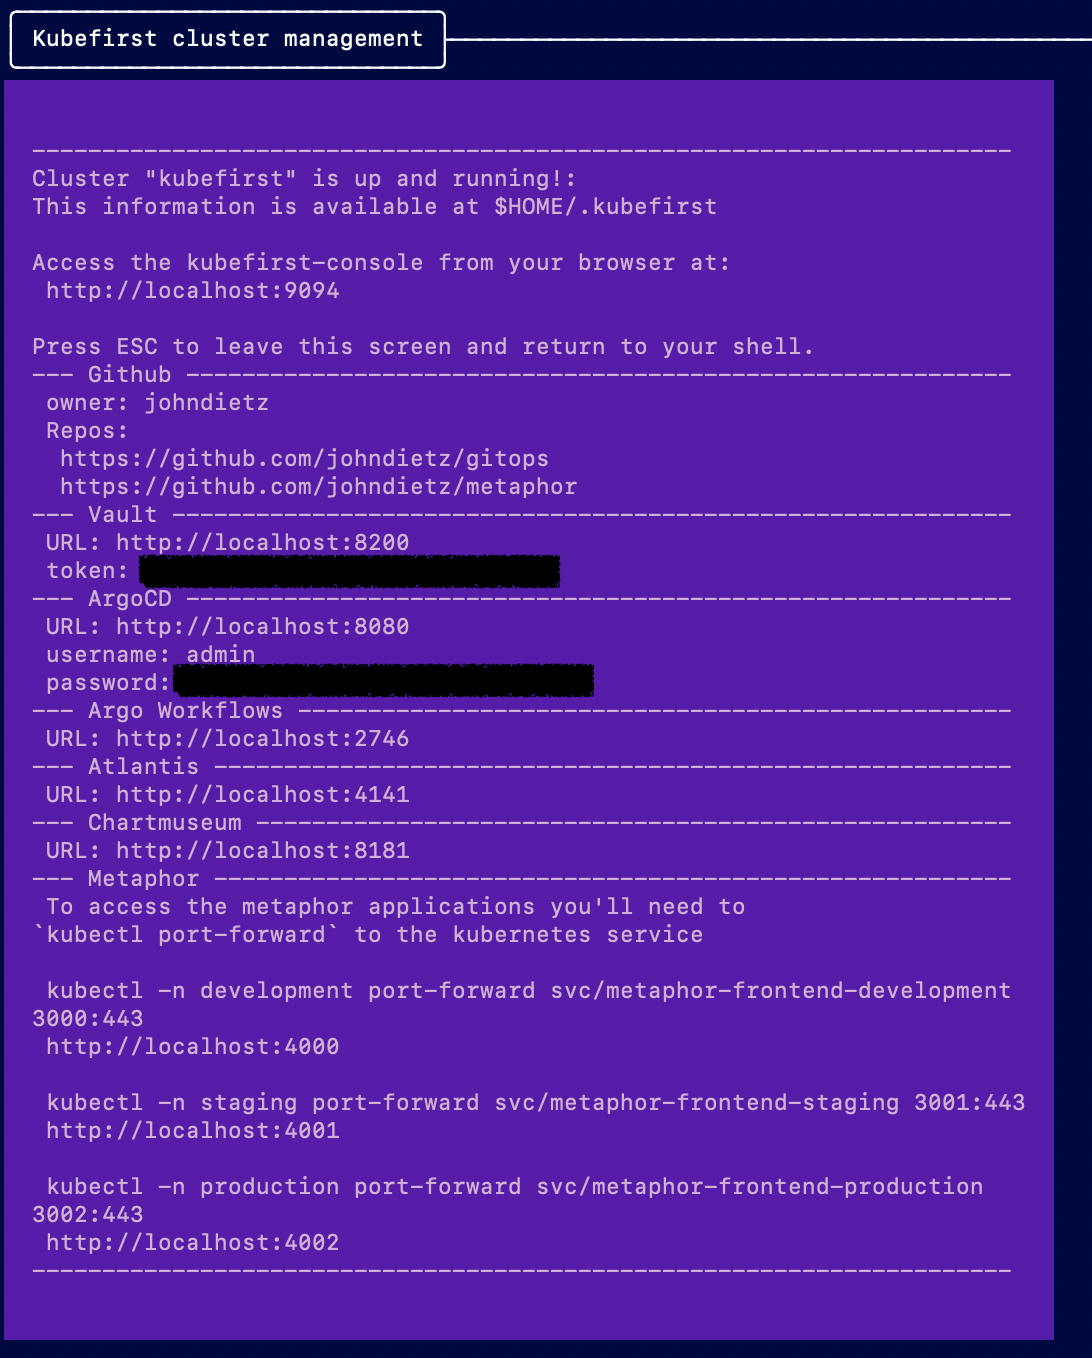 Kubefirst cluster management
----------------------------------------------------------------------
Cluster "kubefirst" is up and running!:
This information is available at $HOME/.kubefirst

Access the kubefirst-console from your browser at:
 http://localhost:9094

Press ESC to leave this screen and return to your shell.
--- Github -----------------------------------------------------------
 owner: johndietz
 Repos:
  https://github.com/johndietz/gitops
  https://github.com/johndietz/metaphor
--- Vault ------------------------------------------------------------
 URL: http://localhost:8200
 token:
--- ArgoCD -----------------------------------------------------------
 URL: http://localhost:8080
 username: admin
 password:
--- Argo Workflows ---------------------------------------------------
 URL: http://localhost:2746
--- Atlantis ---------------------------------------------------------
 URL: http://localhost:4141
--- Chartmuseum ------------------------------------------------------
 URL: http://localhost:8181
--- Metaphor ---------------------------------------------------------
 To access the metaphor applications you'll need to
`kubectl port-forward` to the kubernetes service

 kubectl -n development port-forward svc/metaphor-frontend-development
3000:443
 http://localhost:4000

 kubectl -n staging port-forward svc/metaphor-frontend-staging 3001:443
 http://localhost:4001

 kubectl -n production port-forward svc/metaphor-frontend-production
3002:443
 http://localhost:4002
----------------------------------------------------------------------